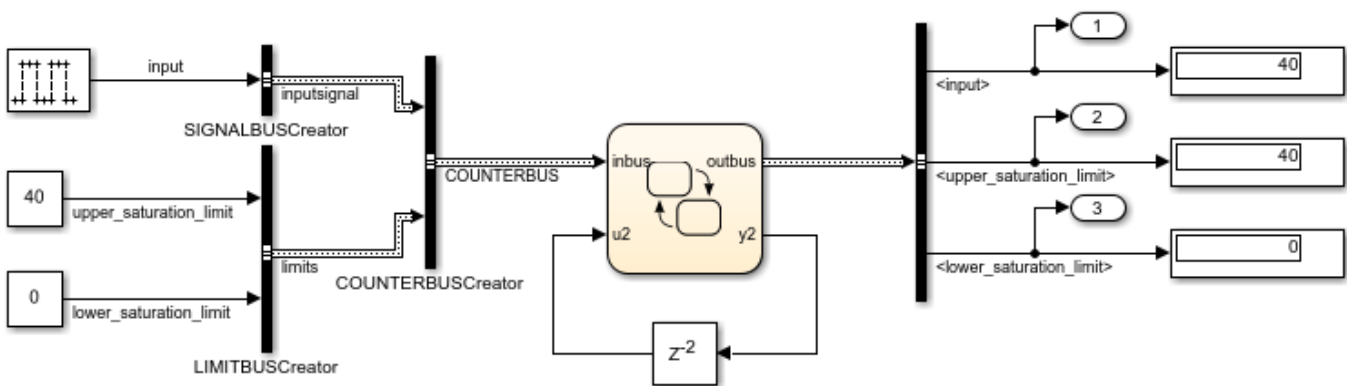 input
inputsignal
SIGNALBUSCreator
40
upper_saturation_limit
0
lower_saturation_limit
limits
LIMITBUSCreator
COUNTERBUS
COUNTERBUSCreator
inbus
outbus
u2
y2
Z-2
1
<input>
40
2
<upper_saturation_limit>
40
3
<lower_saturation_limit>
0